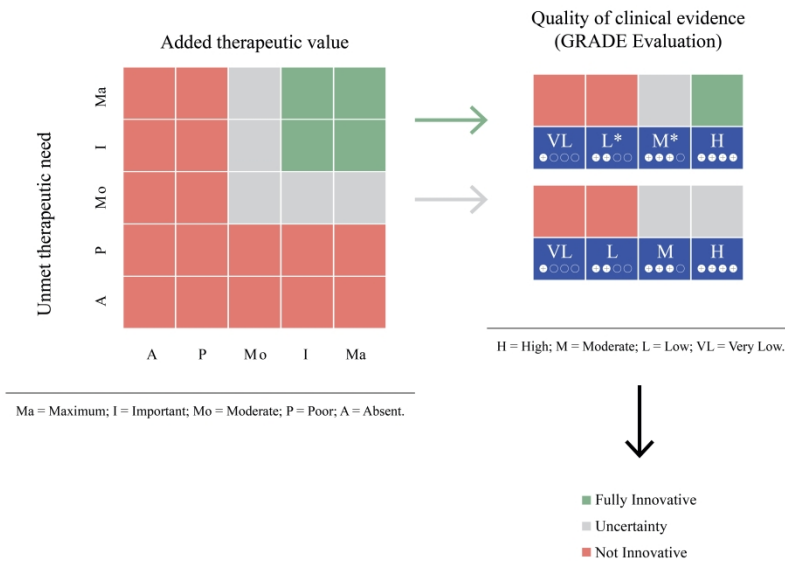 Added therapeutic value
Unmet therapeutic need
Ma
I
Mo
P
A
A P Mo I Ma
Ma = Maximum; I = Important; Mo = Moderate; P = Poor; A = Absent.
Quality of clinical evidence
(GRADE Evaluation)
VL L* M* H
VL L M H
H = High; M = Moderate; L = Low; VL = Very Low.
Fully Innovative
Uncertainty
Not Innovative